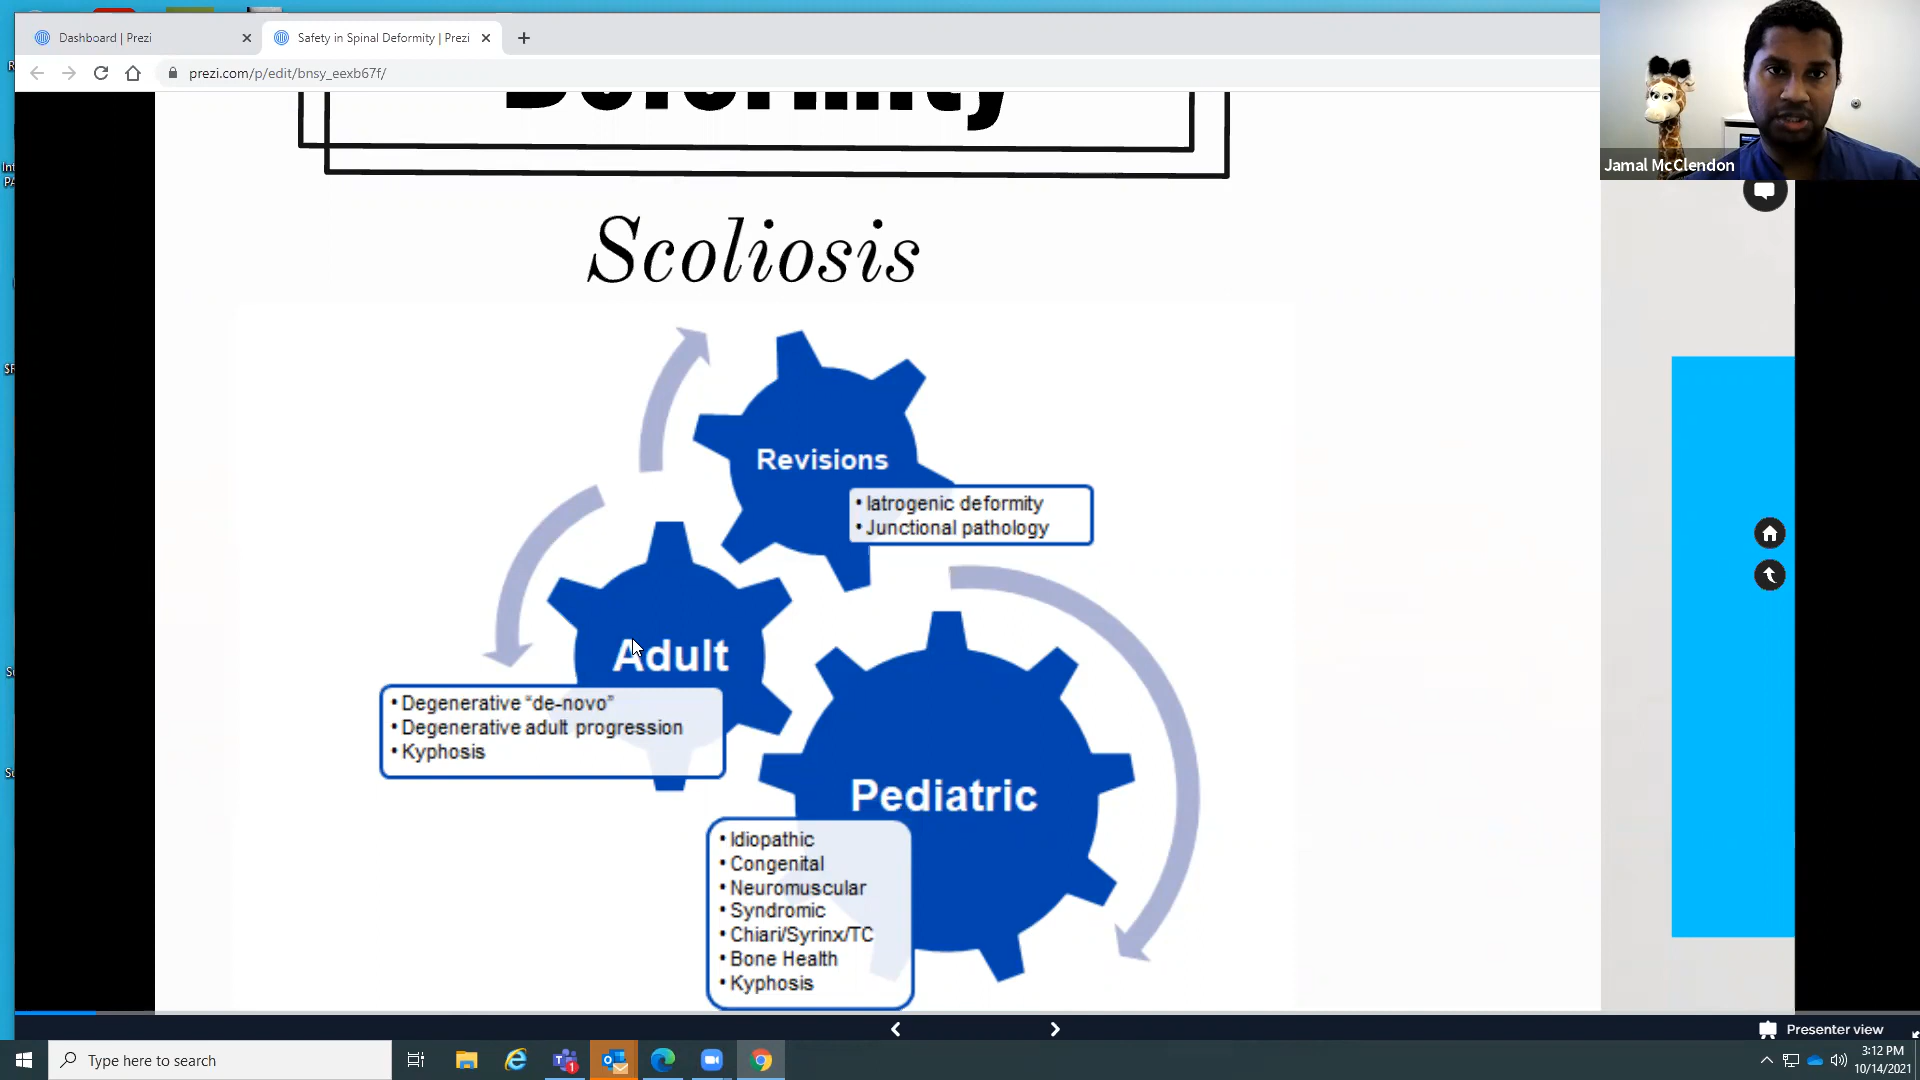 Dashboard | Prezi
Safety in Spinal Deformity | Prezi
prezi.com/p/edit/bnsy_eexb67f/
Jamal McClendon
Deformity
Scoliosis
Revisions
• Iatrogenic deformity
• Junctional pathology
Adult
• Degenerative “de-novo”
• Degenerative adult progression
• Kyphosis
Pediatric
• Idiopathic
• Congenital
• Neuromuscular
• Syndromic
• Chiari/Syrinx/TC
• Bone Health
• Kyphosis
Presenter view
Type here to search
1
3:12 PM
10/14/2021